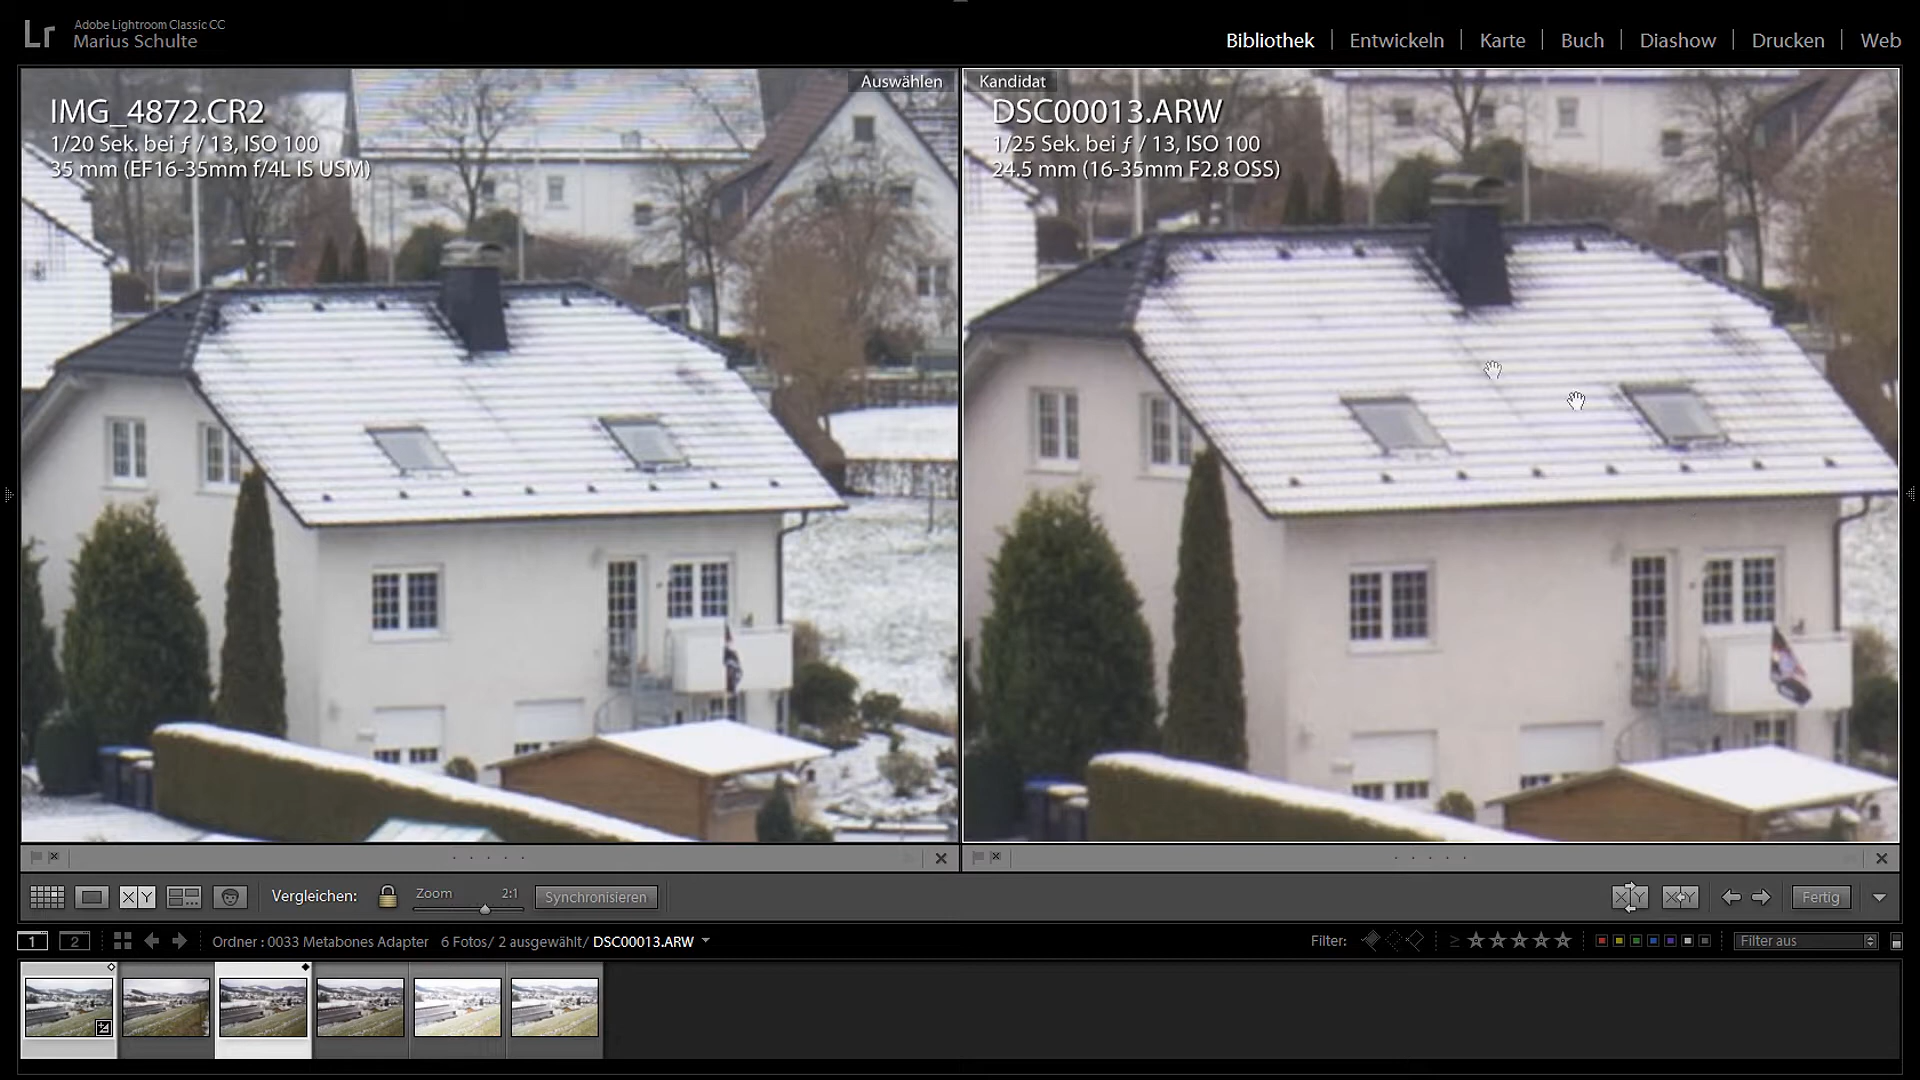 Lr
Adobe Lightroom Classic CC
Marius Schulte
Bibliothek | Entwickeln | Karte | Buch | Diashow | Drucken | Web
Auswählen
IMG_4872.CR2
1/20 Sek. bei ƒ / 13, ISO 100
35 mm (EF16-35mm f/4L IS USM)
Kandidat
DSC00013.ARW
1/25 Sek. bei ƒ / 13, ISO 100
24.5 mm (16-35mm F2.8 OSS)
X Y Vergleichen: Zoom 2:1 Synchronisieren Fertig
1 2 Ordner : 0033 Metabones Adapter 6 Fotos/ 2 ausgewählt/ DSC00013.ARW Filter: ≥ Filter aus